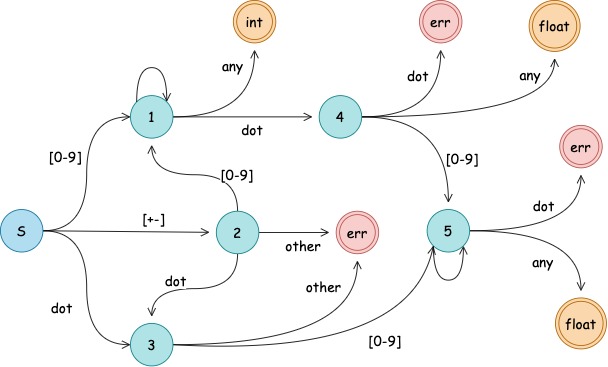 int
err
float
any
dot
any
1
4
dot
[0-9]
[0-9]
[0-9]
err
S
[+-]
2
other
err
5
dot
dot
other
any
dot
3
[0-9]
float